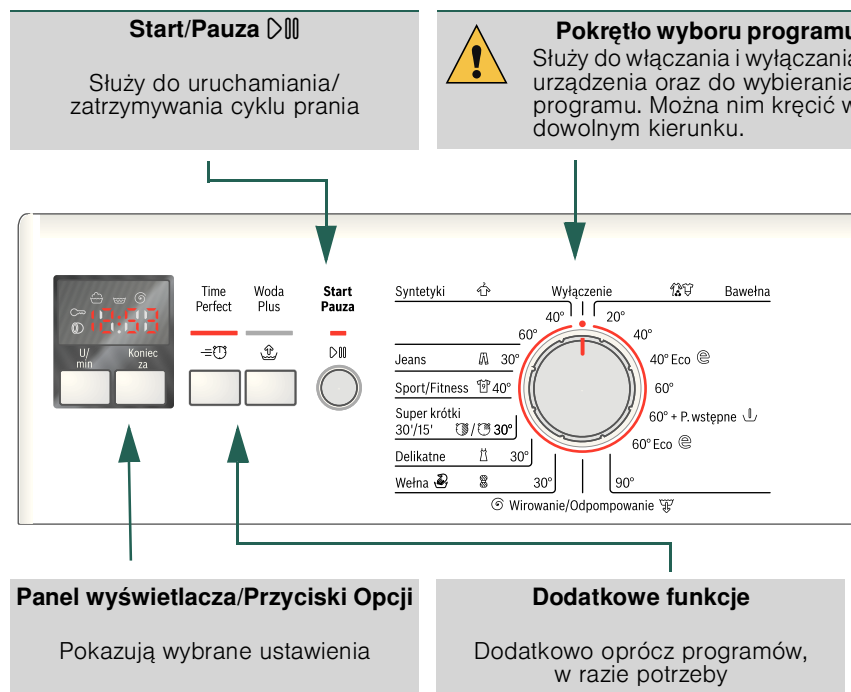 Start/Pauza
Służy do uruchamiania/
zatrzymywania cyklu prania
Pokrętło wyboru programu
Służy do włączania i wyłączania
urządzenia oraz do wybierania
programu. Można nim kręcić w
dowolnym kierunku.
12:53
U/
min
Koniec
za
Time
Perfect
Woda
Plus
Start
Pauza
Syntetyki
Wyłączenie
Bawełna
40°
20°
60°
40°
Jeans 30°
40° Eco
Sport/Fitness 40°
60°
Super krótki
30'/15' / 30°
60° + P. wstępne
60° Eco
Delikatne 30°
Wełna 30°
90°
Wirowanie/Odpompowanie
Panel wyświetlacza/Przyciski Opcji
Pokazują wybrane ustawienia
Dodatkowe funkcje
Dodatkowo oprócz programów,
w razie potrzeby